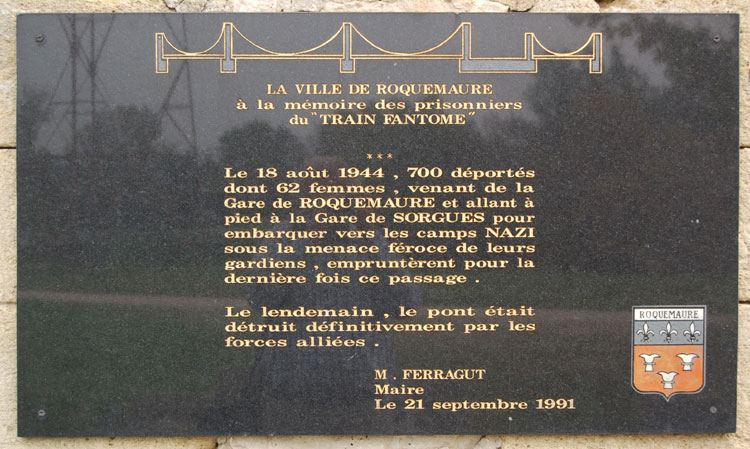 LA VILLE DE ROQUEMAURE
à la mémoire des prisonniers
du "TRAIN FANTOME"
***
Le 18 août 1944 , 700 déportés
dont 62 femmes , venant de la
Gare de ROQUEMAURE et allant à
pied à la Gare de SORGUES pour
embarquer vers les camps NAZI
sous la menace féroce de leurs
gardiens , empruntèrent pour la
dernière fois ce passage .
Le lendemain , le pont était
détruit définitivement par les
forces alliées .
M . FERRAGUT
Maire
Le 21 septembre 1991
ROQUEMAURE